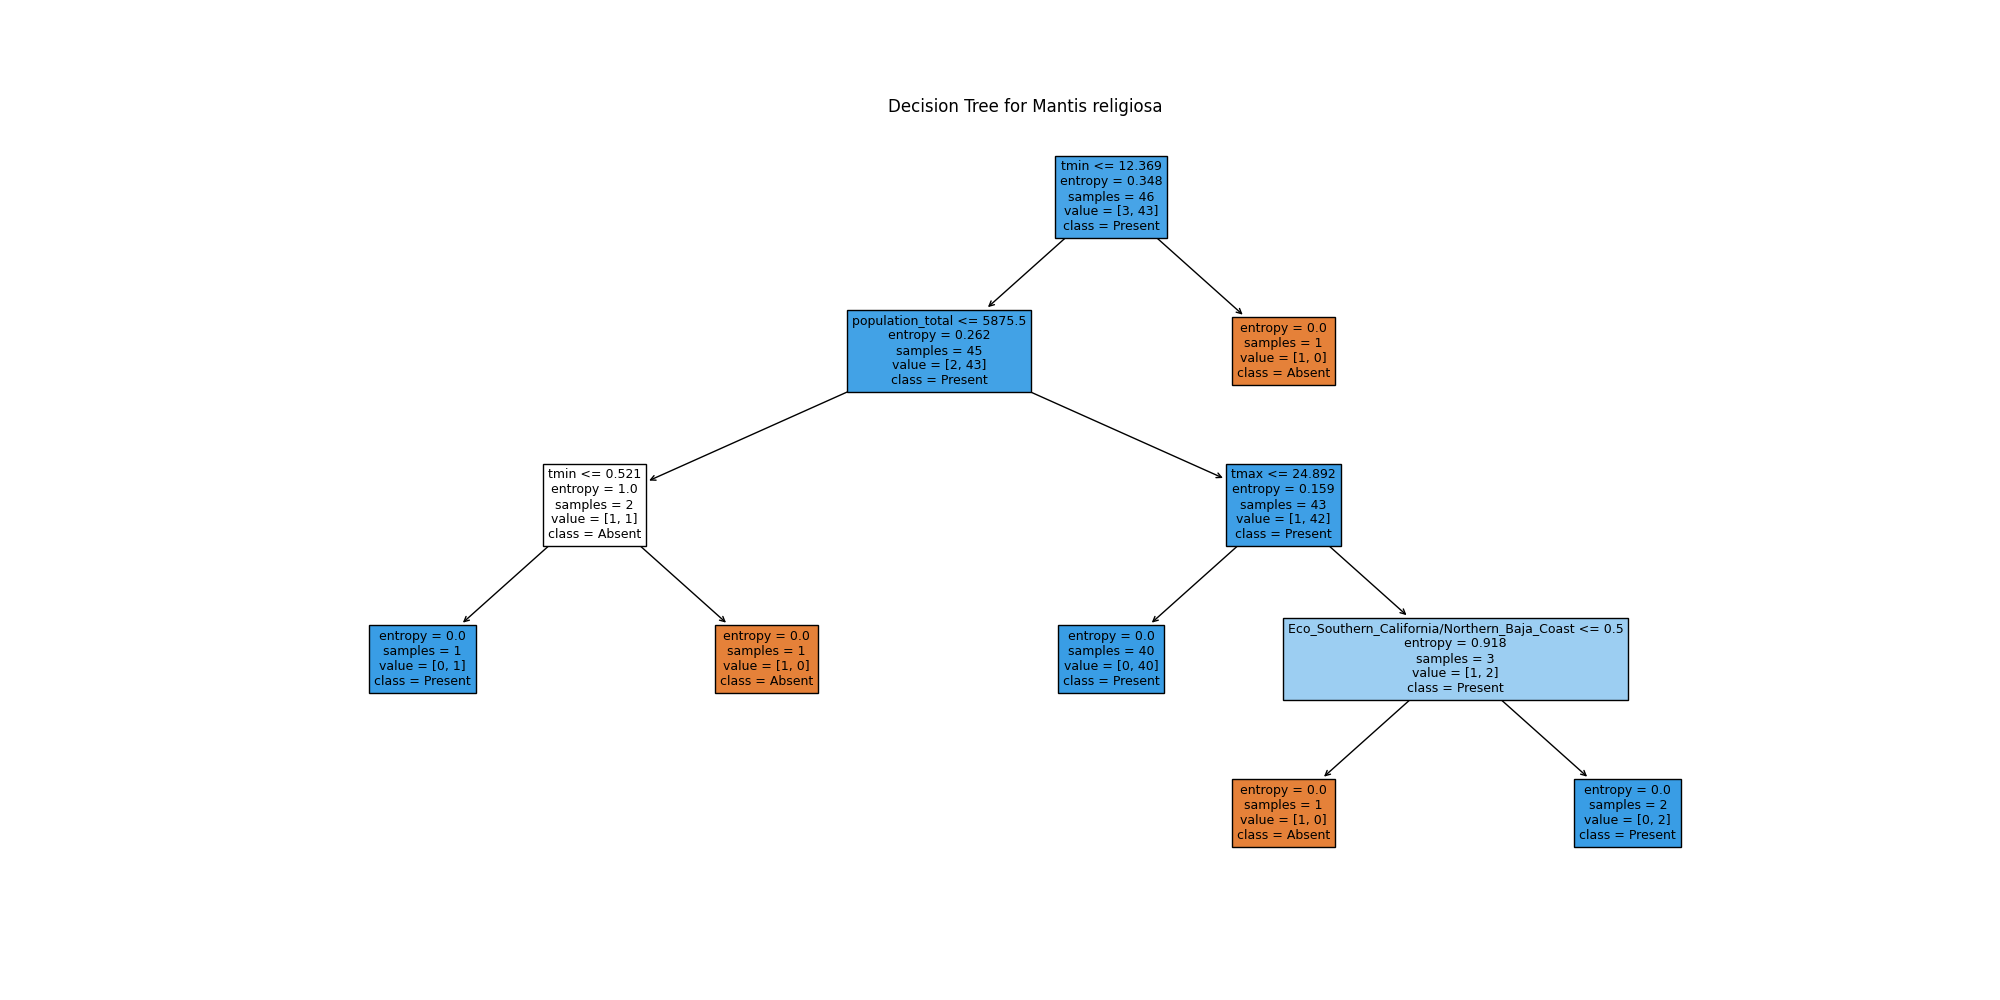 Decision Tree for Mantis religiosa
tmin <= 12.369
entropy = 0.348
samples = 46
value = [3, 43]
class = Present
population_total <= 5875.5
entropy = 0.262
samples = 45
value = [2, 43]
class = Present
entropy = 0.0
samples = 1
value = [1, 0]
class = Absent
tmin <= 0.521
entropy = 1.0
samples = 2
value = [1, 1]
class = Absent
tmax <= 24.892
entropy = 0.159
samples = 43
value = [1, 42]
class = Present
entropy = 0.0
samples = 1
value = [0, 1]
class = Present
entropy = 0.0
samples = 1
value = [1, 0]
class = Absent
entropy = 0.0
samples = 40
value = [0, 40]
class = Present
Eco_Southern_California/Northern_Baja_Coast <= 0.5
entropy = 0.918
samples = 3
value = [1, 2]
class = Present
entropy = 0.0
samples = 1
value = [1, 0]
class = Absent
entropy = 0.0
samples = 2
value = [0, 2]
class = Present